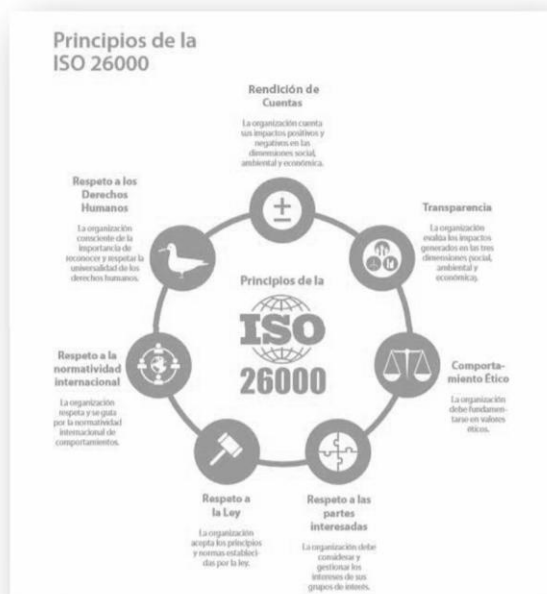 Principios de la
ISO 26000
Rendición de
Cuentas
La organización cuenta
sus impactos positivos y
negativos en las
dimensiones social,
ambiental y económica.
Transparencia
La organización
evalúa los impactos
generados en las tres
dimensiones pocial,
ambiental y
económicas.
Comporta-
miento Ético
La organización
debe fundamen-
tarse en valores
éticos.
Respeto a las
partes
interesadas
La organización debe
considerar y
gestionar los
intereses de sus
grupos de interés.
Respeto a
la Ley
La organización
acepta los principios
y normas estableci-
das por la ley.
Respeto a la
normatividad
internacional
La organización
respeta y se guía
por la normatividad
internacional de
comportamientos.
Respeto a los
Derechos
Humanos
La organización
consciente de la
importancia de
reconocer y respetar la
universalidad de los
derechos humanos.
Principios de la
ISO
26000